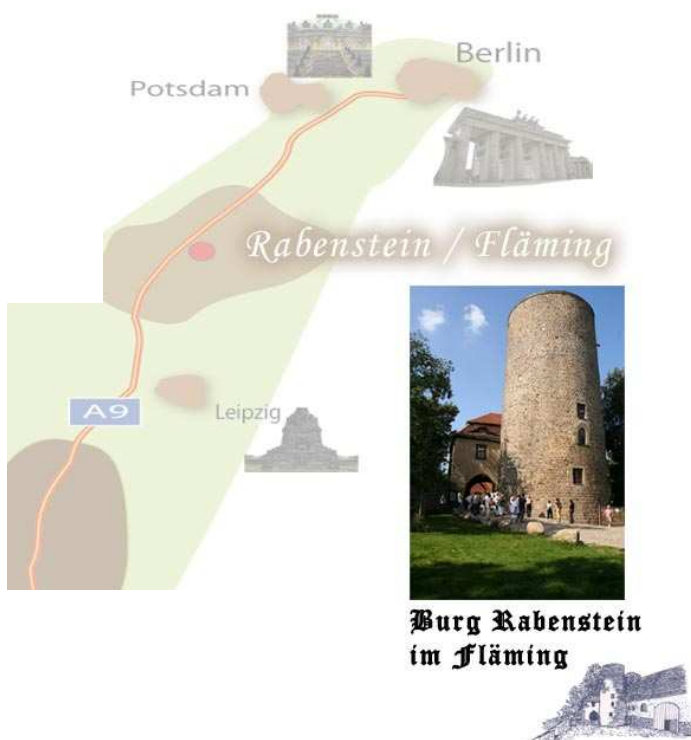 Berlin
Potsdam
Rabenstein / Fläming
A9
Leipzig
Burg Rabenstein
im Fläming